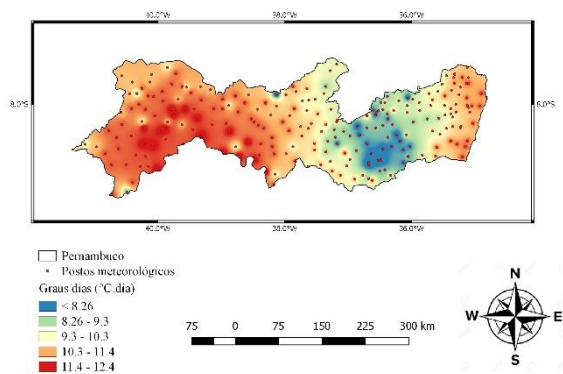 40.0°W 38.0°W 36.0°W
8.0°S 8.0°S
40.0°W 38.0°W 36.0°W
Pernambuco
Postos meteorológicos
Graus dias (°C.dia)
< 8.26
8.26 - 9.3
9.3 - 10.3
10.3 - 11.4
11.4 - 12.4
75 0 75 150 225 300 km
N
W E
S